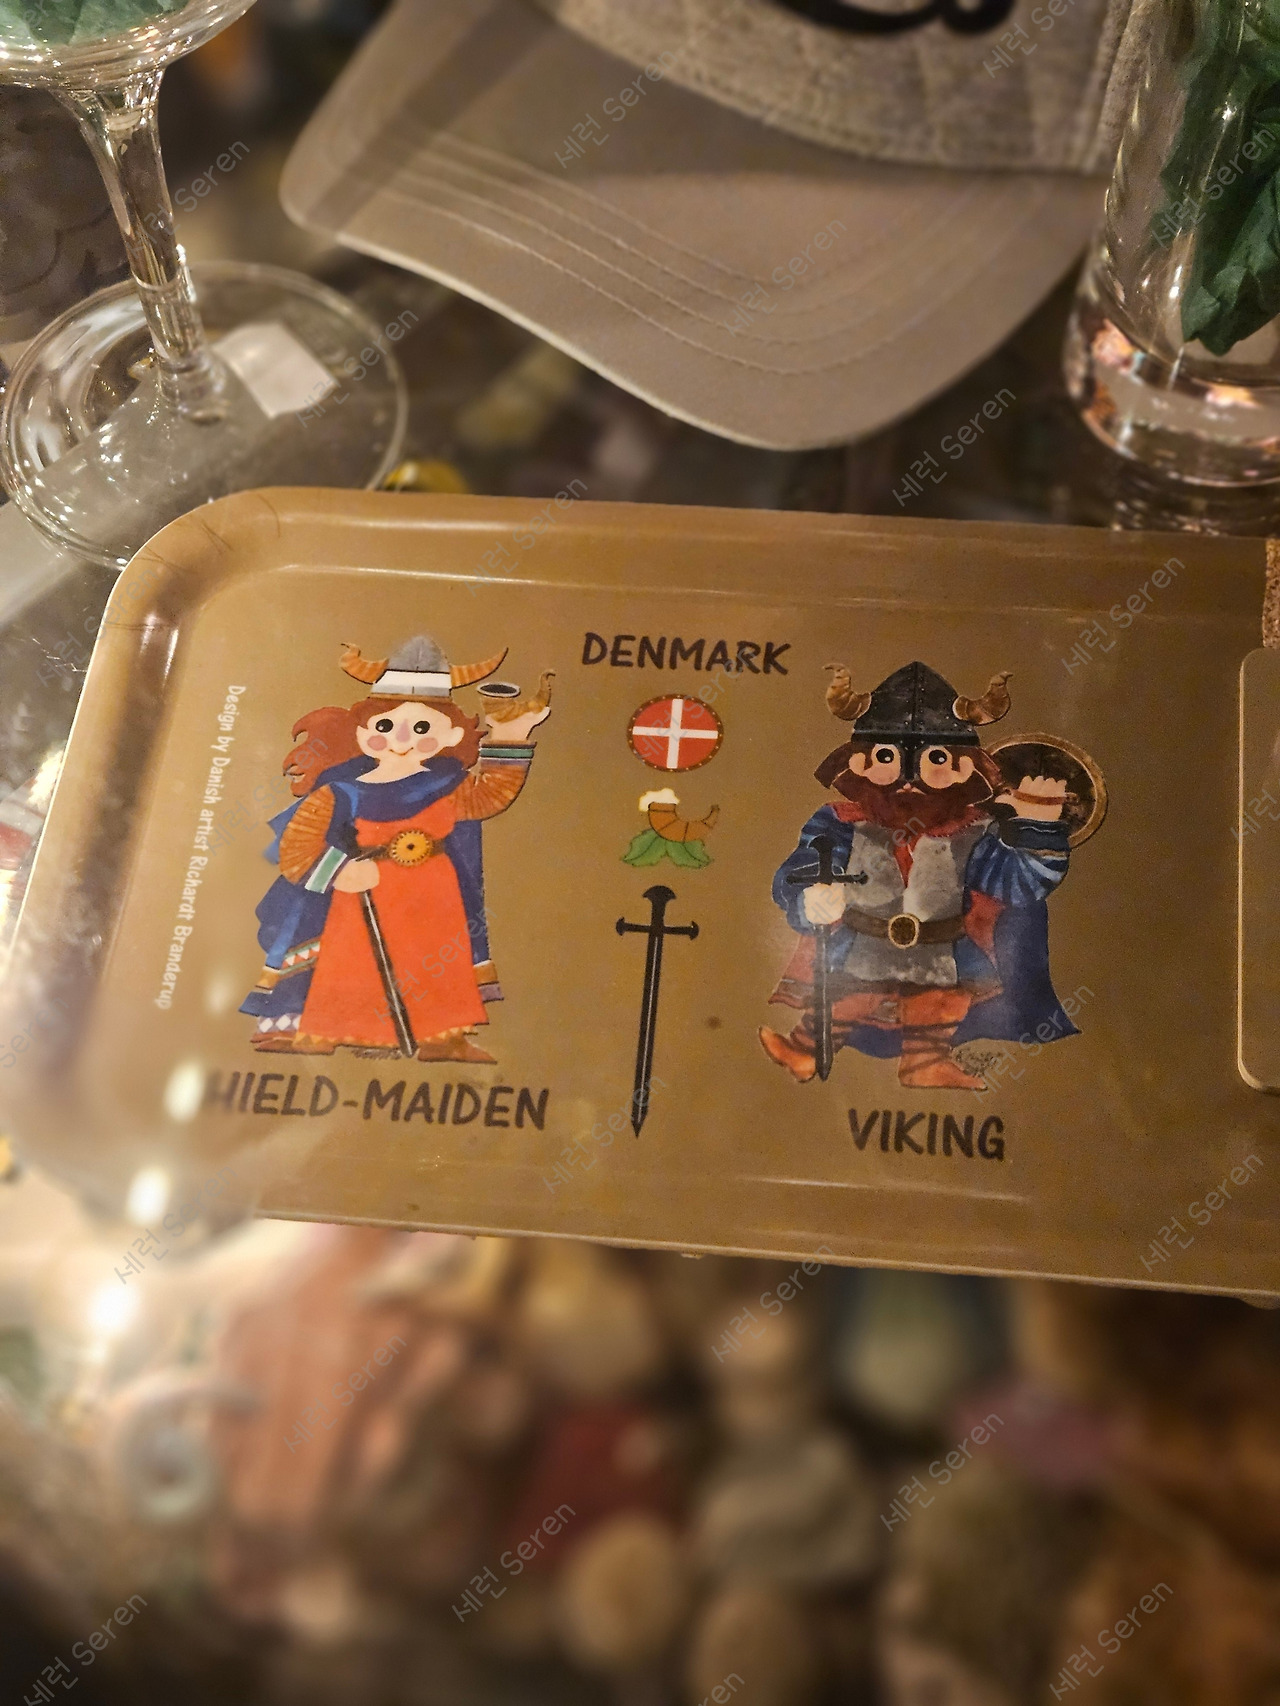 DENMARK
Design by Danish artist Richardt Branderup
HIELD-MAIDEN
VIKING
세런 Seren